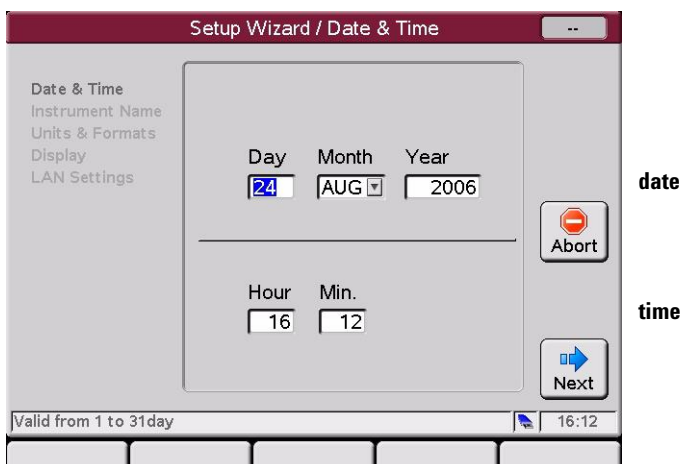 Setup Wizard / Date & Time
--
Date & Time
Instrument Name
Units & Formats
Display
LAN Settings
Day Month Year
24 AUG 2006
date
Abort
Hour Min.
16 12
time
Next
Valid from 1 to 31day
16:12